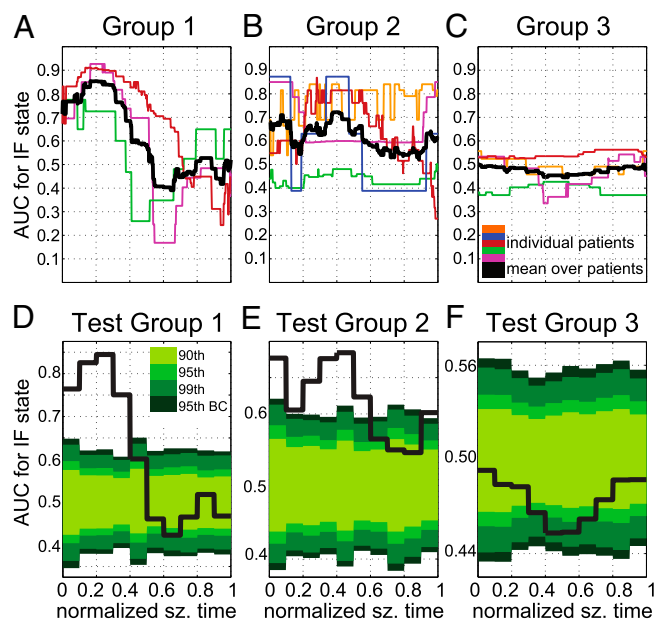 A Group 1
B Group 2
C Group 3
AUC for IF state
0.9
0.8
0.7
0.6
0.5
0.4
0.3
0.2
0.1
0.9
0.8
0.7
0.6
0.5
0.4
0.3
0.2
0.1
0.9
0.8
0.7
0.6
0.5
0.4
0.3
0.2
0.1
individual patients
mean over patients
D Test Group 1
E Test Group 2
F Test Group 3
AUC for IF state
0.8
0.7
0.6
0.5
0.4
90th
95th
99th
95th BC
0.6
0.5
0.4
0.56
0.50
0.44
0 0.2 0.4 0.6 0.8 1
0 0.2 0.4 0.6 0.8 1
0 0.2 0.4 0.6 0.8 1
normalized sz. time
normalized sz. time
normalized sz. time